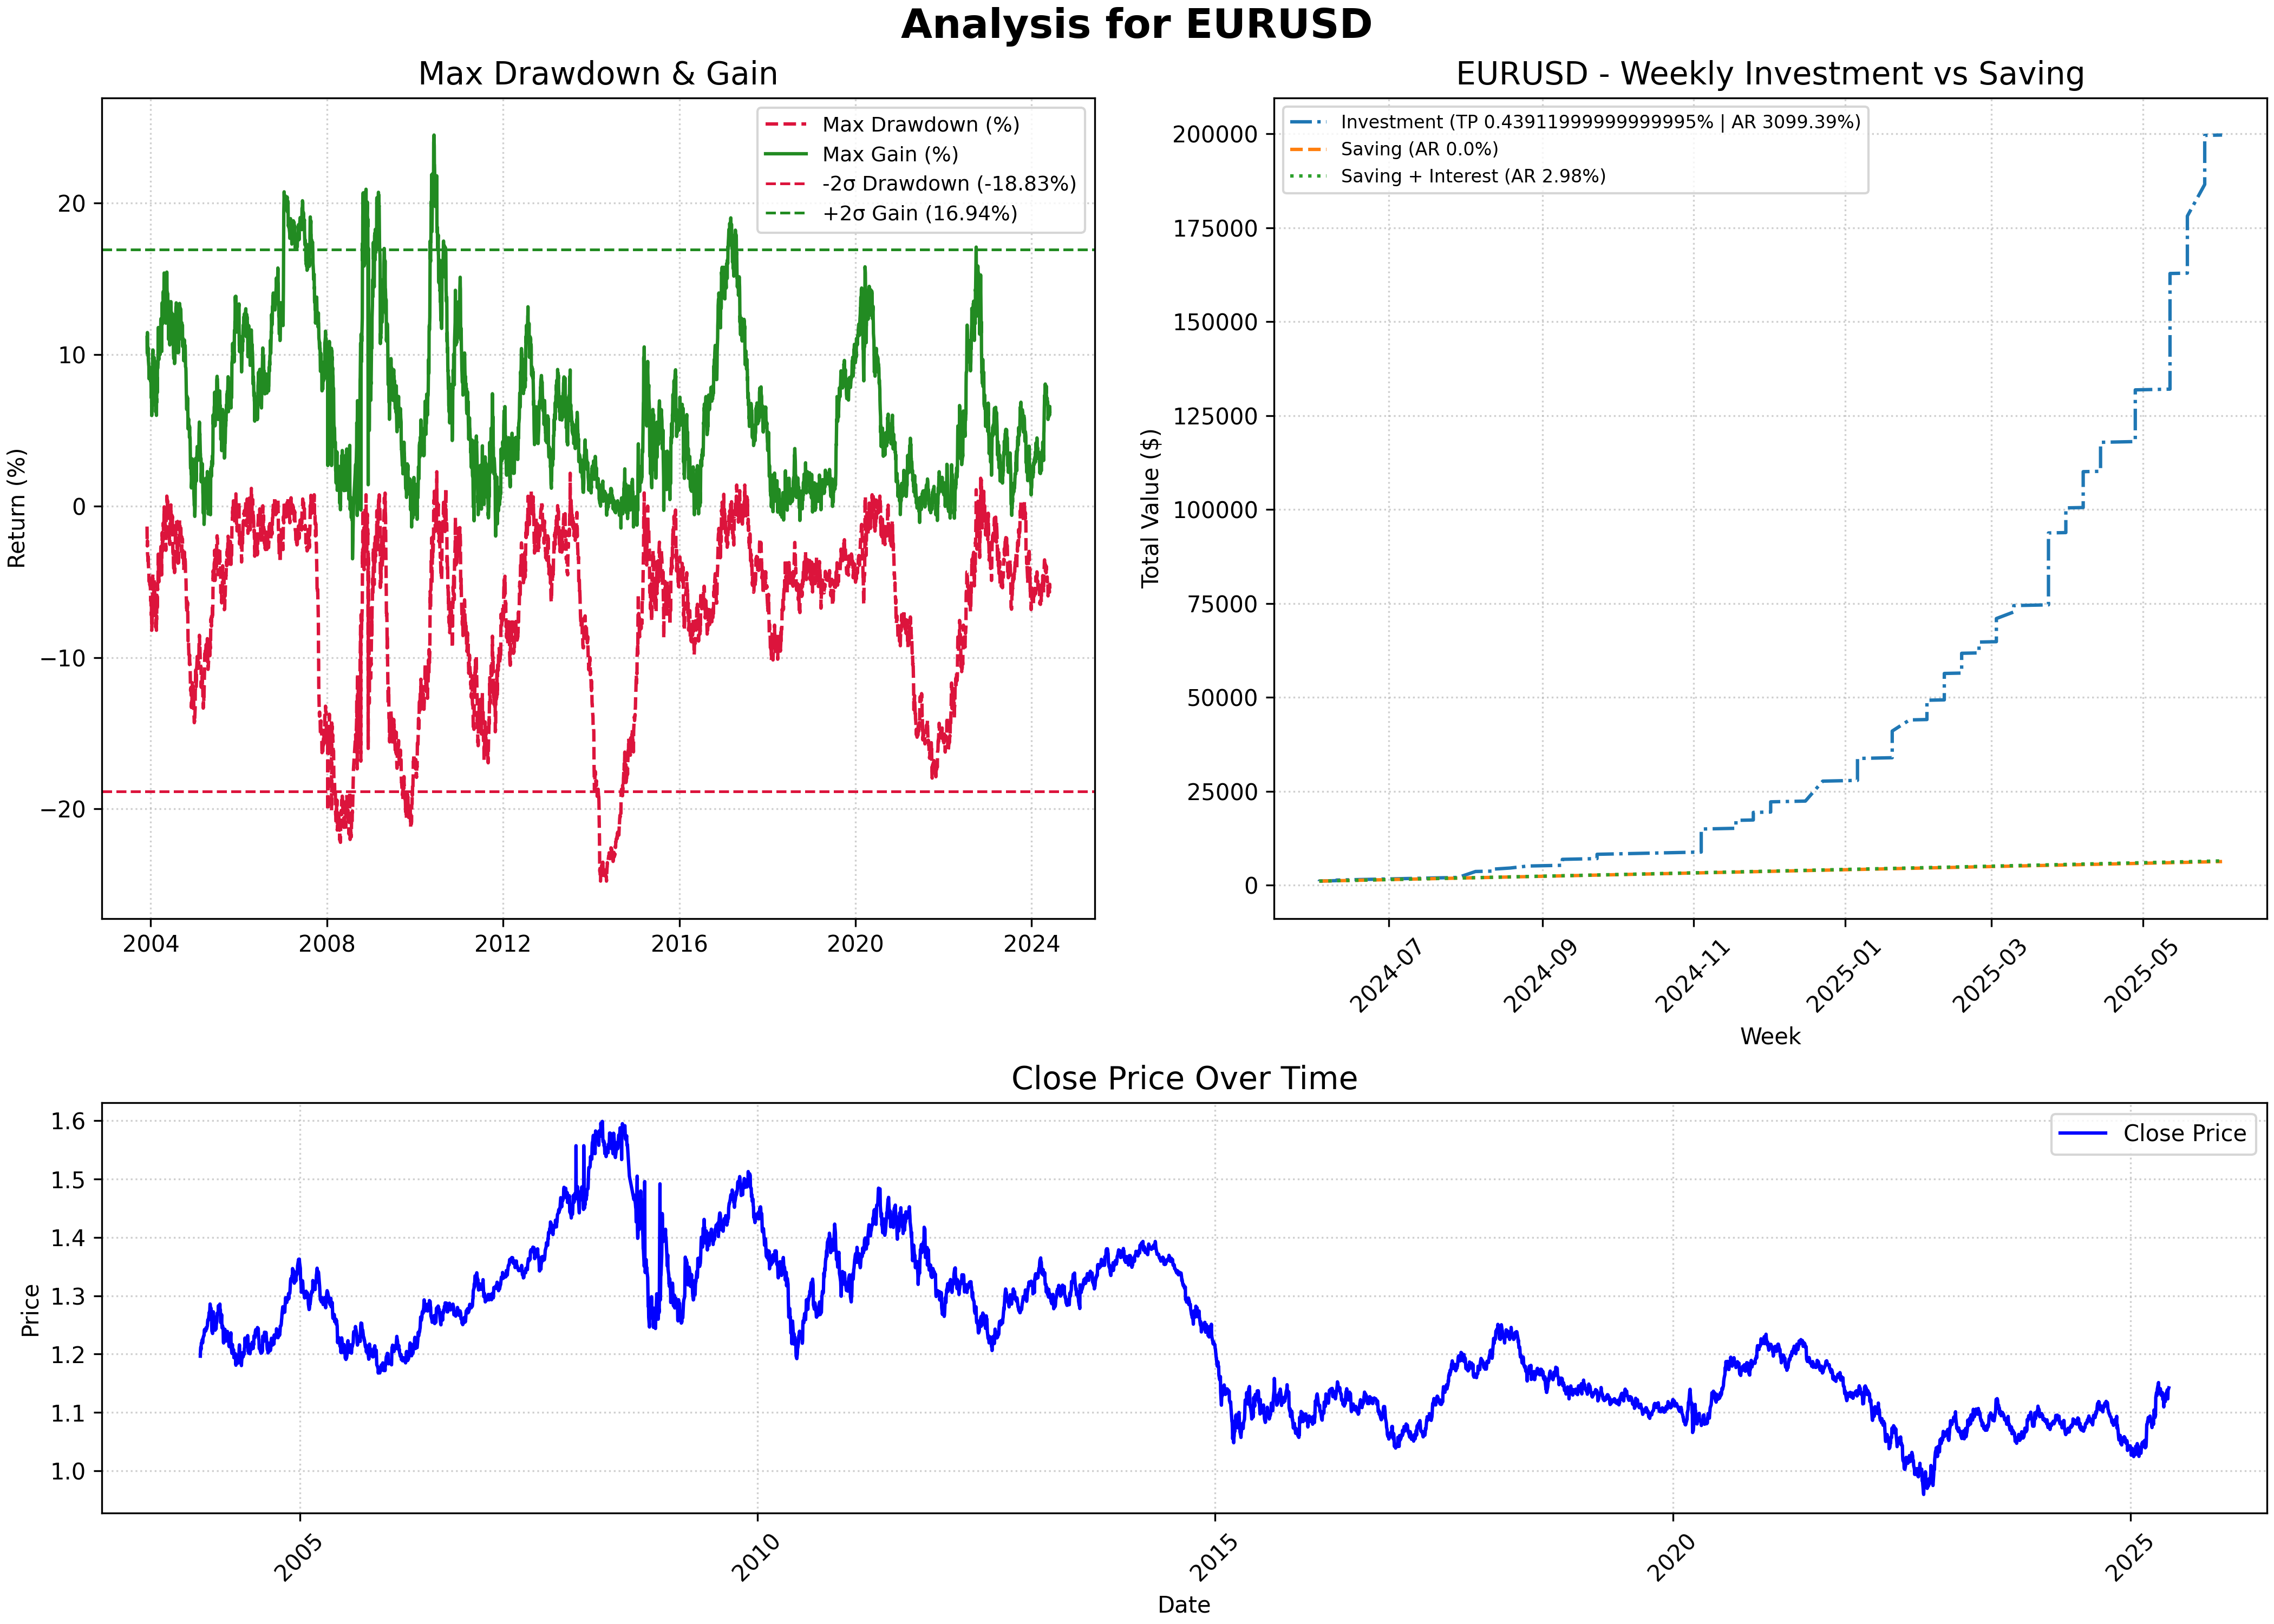 Analysis for EURUSD
Max Drawdown & Gain
Max Drawdown (%)
Max Gain (%)
-2σ Drawdown (-18.83%)
+2σ Gain (16.94%)
Return (%)
20
10
0
−10
−20
2004
2008
2012
2016
2020
2024
EURUSD - Weekly Investment vs Saving
Investment (TP 0.43911999999999995% | AR 3099.39%)
Saving (AR 0.0%)
Saving + Interest (AR 2.98%)
Total Value ($)
200000
175000
150000
125000
100000
75000
50000
25000
0
2024-07
2024-09
2024-11
2025-01
2025-03
2025-05
Week
Close Price Over Time
Close Price
Price
1.6
1.5
1.4
1.3
1.2
1.1
1.0
2005
2010
2015
2020
2025
Date